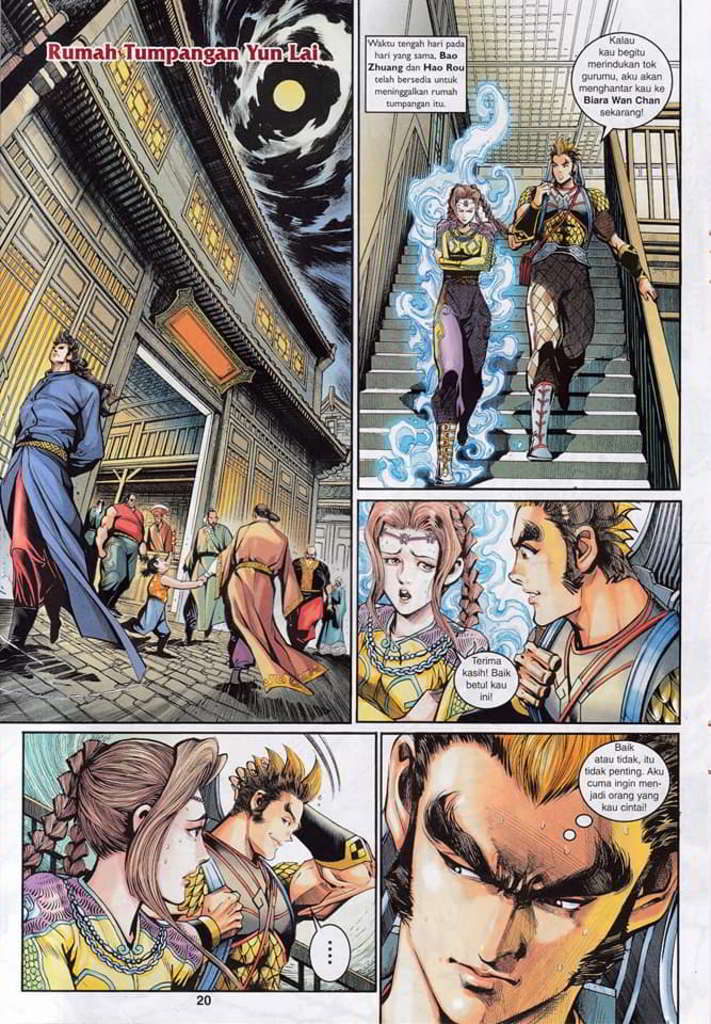 Rumah Tumpangan Yun Lai
Waktu tengah hari pada
hari yang sama, Bao
Zhuang dan Hao Rou
telah bersedia untuk
meninggalkan rumah
tumpangan itu.
Kalau
kau begitu
merindukan tok
gurumu, aku akan
menghantar kau ke
Biara Wan Chan
sekarang!
Terima
kasih! Baik
betul kau
ini!
....
Baik
atau tidak, itu
tidak penting. Aku
cuma ingin men-
jadi orang yang
kau cintai!
20